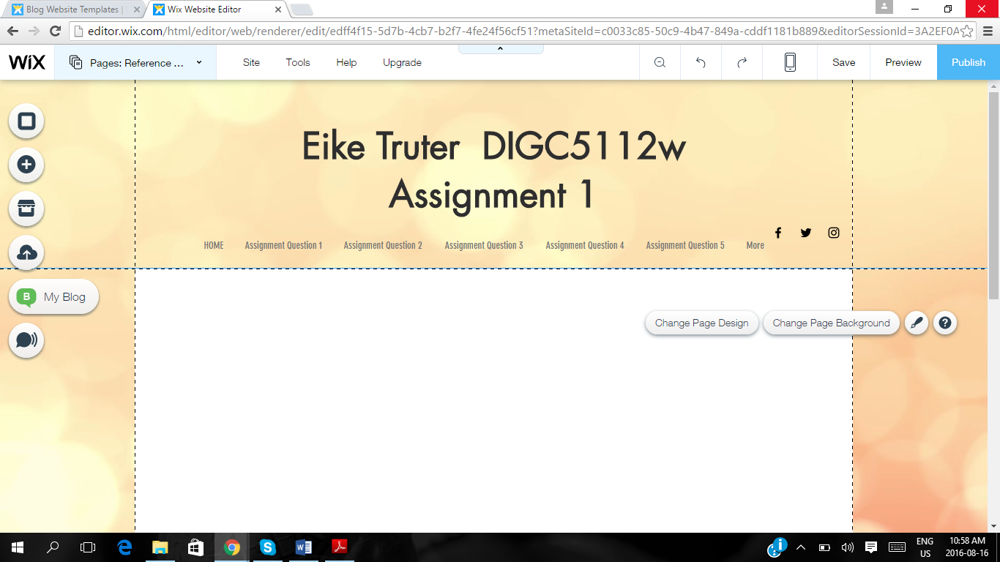 Blog Website Templates |
Wix Website Editor
editor.wix.com/html/editor/web/renderer/edit/edff4f15-5d7b-4cb7-b2f7-4fe24f56cf51?metaSiteId=c0033c85-50c9-4b47-849a-cddf1181b889&editorSessionId=3A2EF0A
WiX
Pages: Reference ...
Site
Tools
Help
Upgrade
Save
Preview
Publish
Eike Truter DIGC5112w
Assignment 1
HOME
Assignment Question 1
Assignment Question 2
Assignment Question 3
Assignment Question 4
Assignment Question 5
More
B
My Blog
Change Page Design
Change Page Background
?
ENG
US
10:58 AM
2016-08-16